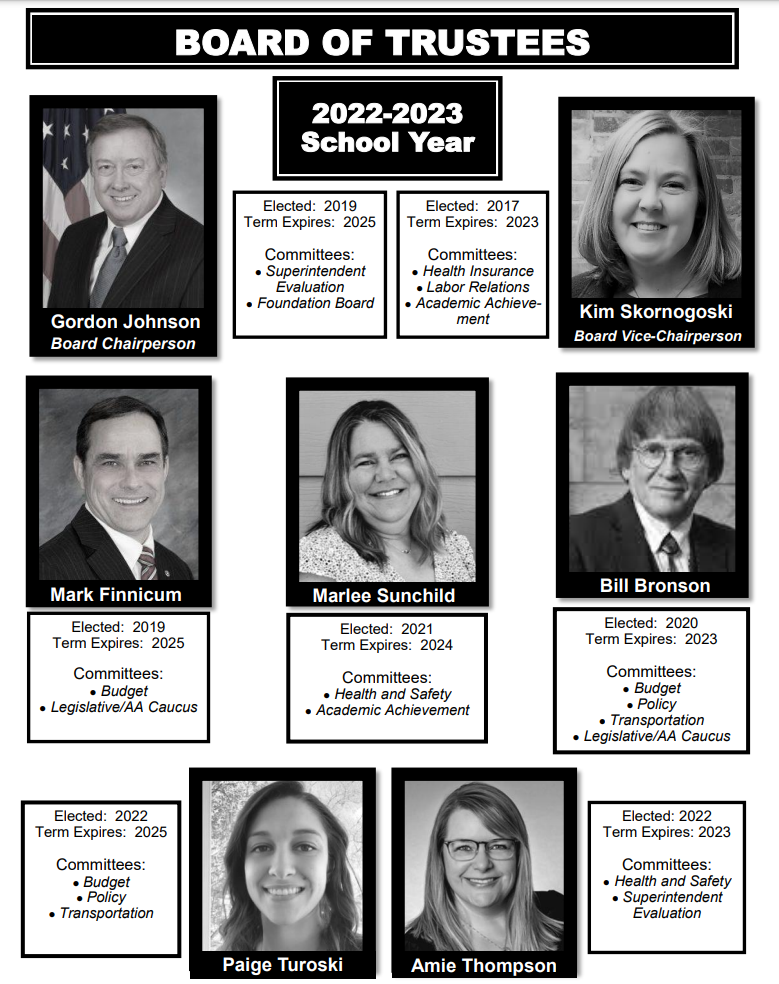 BOARD OF TRUSTEES
2022-2023
School Year
Gordon Johnson
Board Chairperson
Elected:  2019
Term Expires:  2025
Committees:
● Superintendent
Evaluation
● Foundation Board
Elected:  2017
Term Expires:  2023
Committees:
● Health Insurance
● Labor Relations
● Academic Achieve-
ment
Kim Skornogoski
Board Vice-Chairperson
Mark Finnicum
Elected:  2019
Term Expires:  2025
Committees:
● Budget
● Legislative/AA Caucus
Marlee Sunchild
Elected:  2021
Term Expires:  2024
Committees:
● Health and Safety
● Academic Achievement
Bill Bronson
Elected:  2020
Term Expires:  2023
Committees:
● Budget
● Policy
● Transportation
● Legislative/AA Caucus
Elected:  2022
Term Expires:  2025
Committees:
● Budget
● Policy
● Transportation
Paige Turoski
Amie Thompson
Elected: 2022
Term Expires: 2023
Committees:
● Health and Safety
● Superintendent
Evaluation